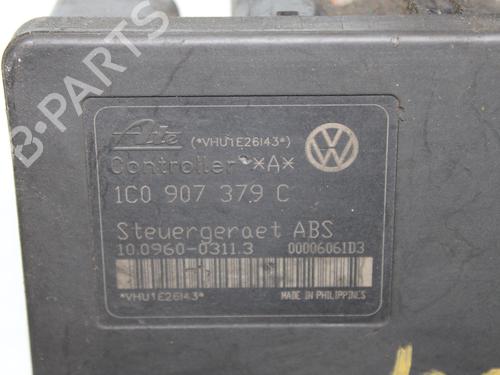 B-PARTS
Ate (*VHU1E26I43*)
Controller *A*
1C0 907 379 C
Steuergeraet ABS
10.0960-0311.3 00006061D3
*VHU1E26I43* MADE IN PHILIPPINES